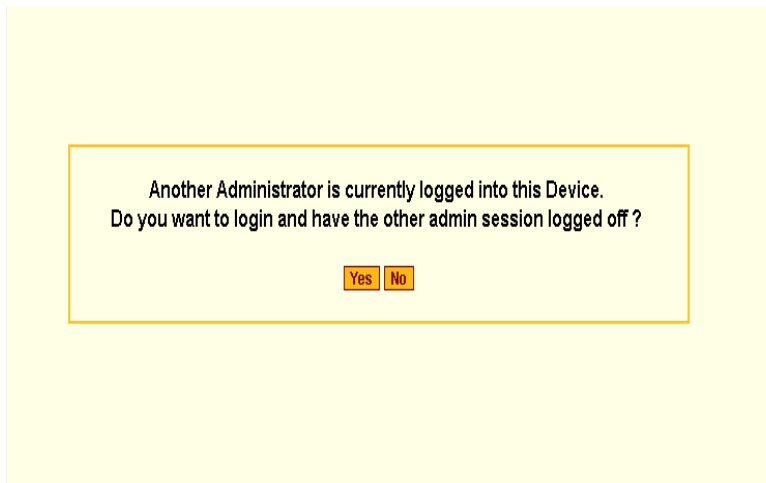 Another Administrator is currently logged into this Device.
Do you want to login and have the other admin session logged off ?
Yes No